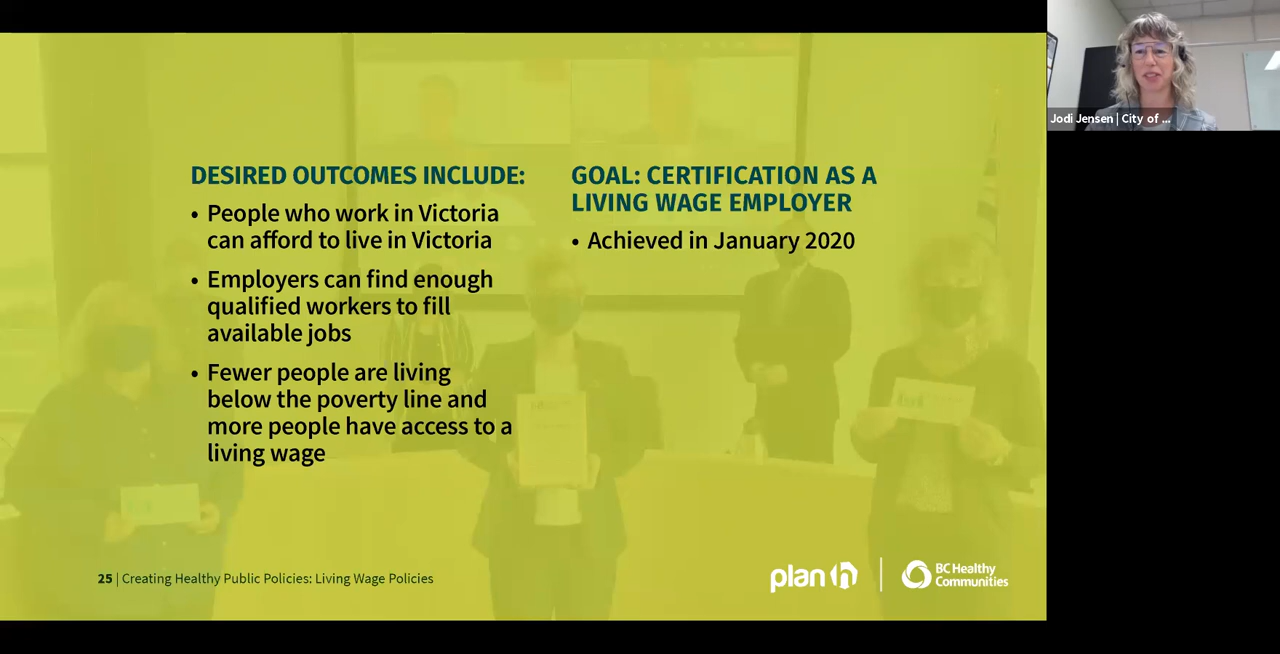 DESIRED OUTCOMES INCLUDE:
• People who work in Victoria
can afford to live in Victoria
• Employers can find enough
qualified workers to fill
available jobs
• Fewer people are living
below the poverty line and
more people have access to a
living wage
GOAL: CERTIFICATION AS A
LIVING WAGE EMPLOYER
• Achieved in January 2020
25 | Creating Healthy Public Policies: Living Wage Policies
plan h
BC Healthy
Communities
Jodi Jensen | City of ...